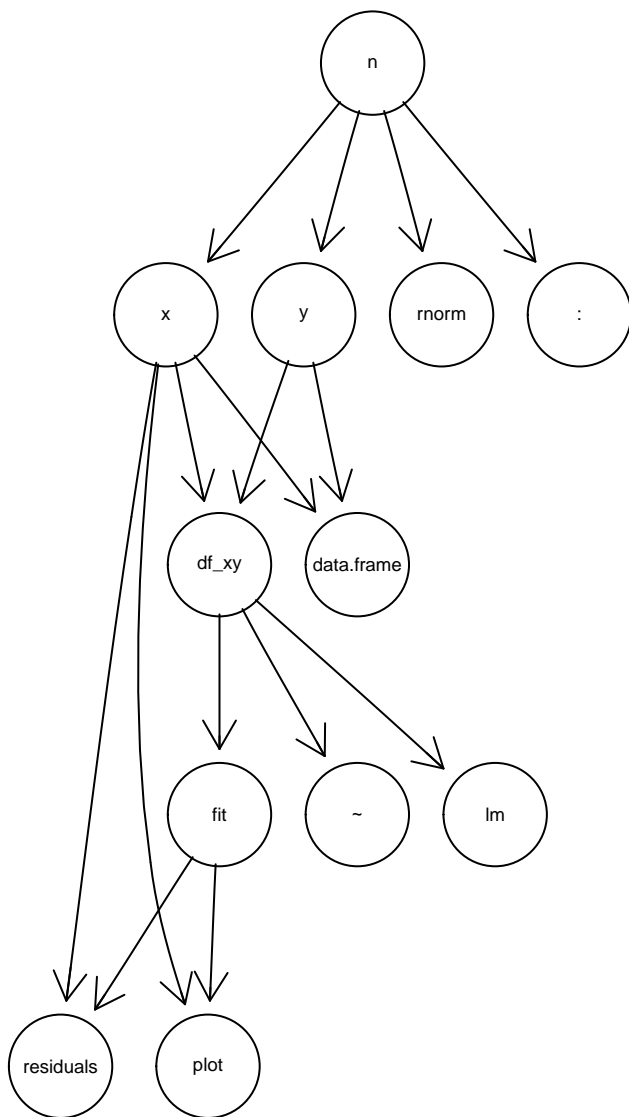 n
x
y
rnorm
:
df_xy
data.frame
fit
~
lm
residuals
plot